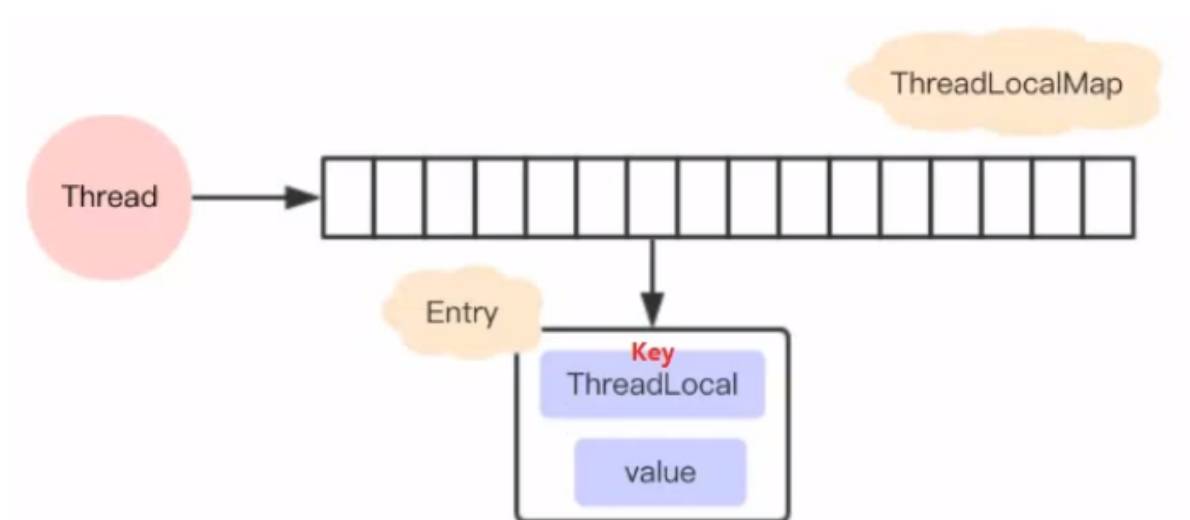 ThreadLocalMap
Thread
Entry
Key
ThreadLocal
value